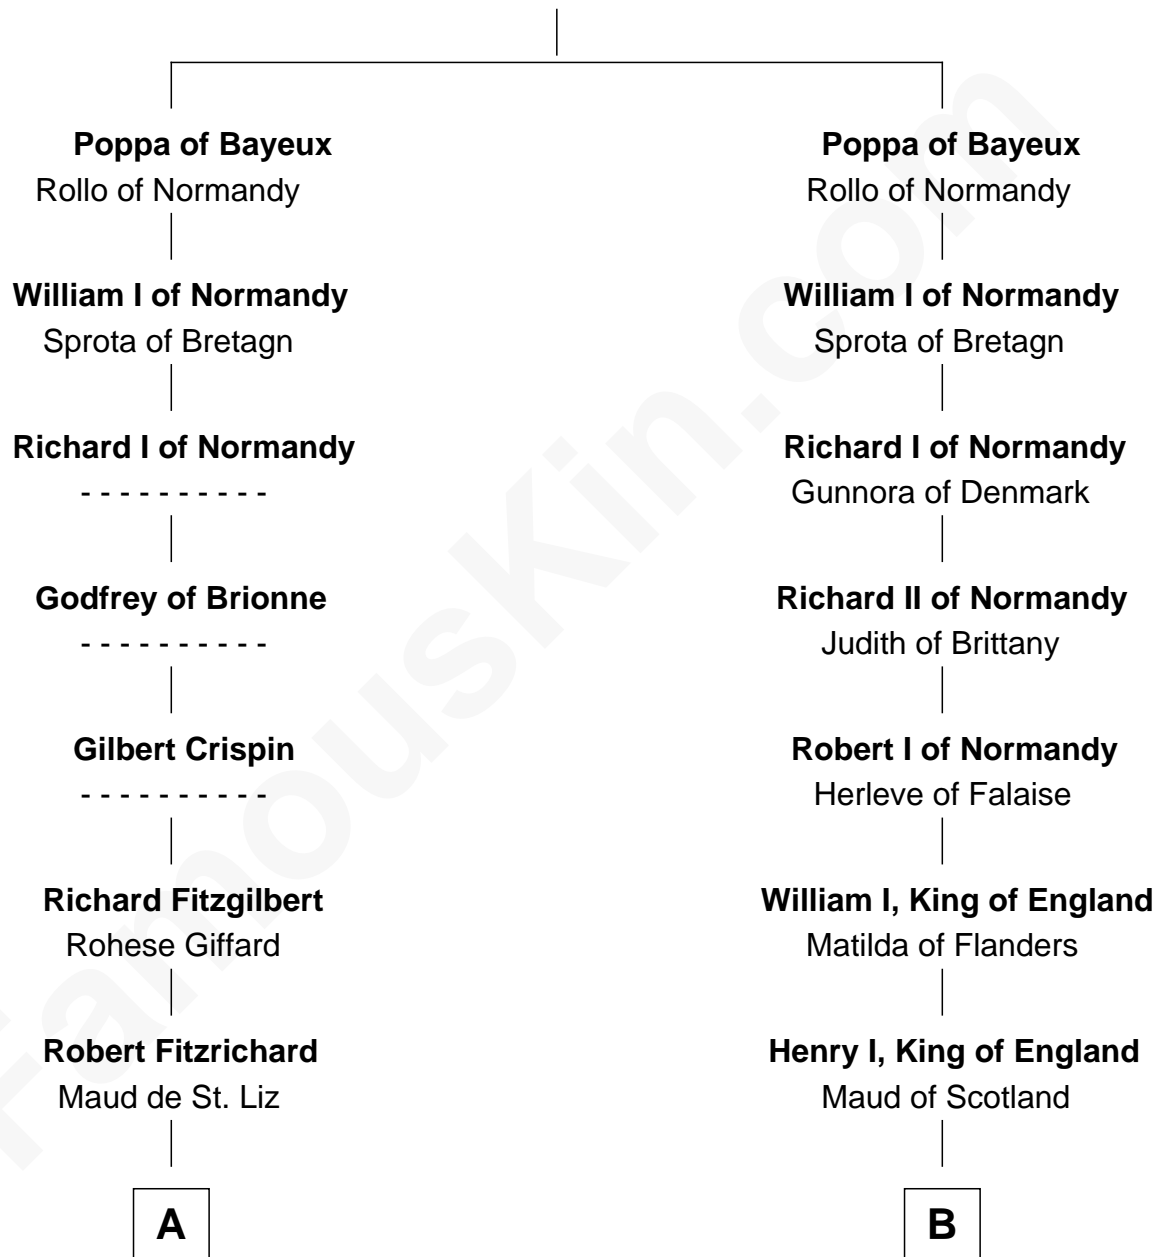 Poppa of Bayeux
Rollo of Normandy
William I of Normandy
Sprota of Bretagn
Richard I of Normandy
- - - - - - - - - -
Godfrey of Brionne
- - - - - - - - - -
Gilbert Crispin
- - - - - - - - - -
Richard Fitzgilbert
Rohese Giffard
Robert Fitzrichard
Maud de St. Liz
A
Poppa of Bayeux
Rollo of Normandy
William I of Normandy
Sprota of Bretagn
Richard I of Normandy
Gunnora of Denmark
Richard II of Normandy
Judith of Brittany
Robert I of Normandy
Herleve of Falaise
William I, King of England
Matilda of Flanders
Henry I, King of England
Maud of Scotland
B
FamousKin.com